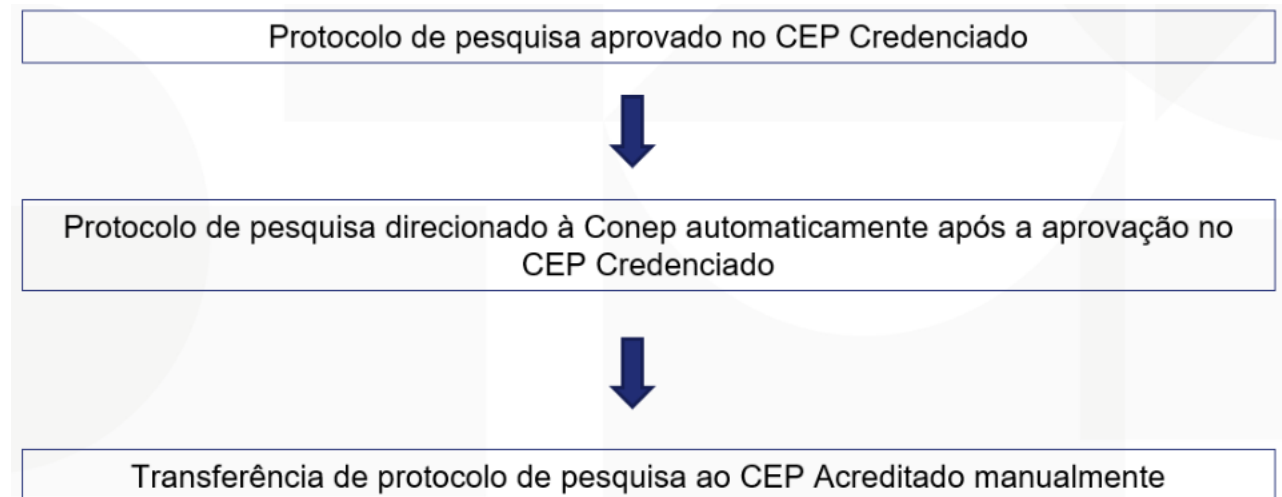 Protocolo de pesquisa aprovado no CEP Credenciado
Protocolo de pesquisa direcionado à Conep automaticamente após a aprovação no
CEP Credenciado
Transferência de protocolo de pesquisa ao CEP Acreditado manualmente